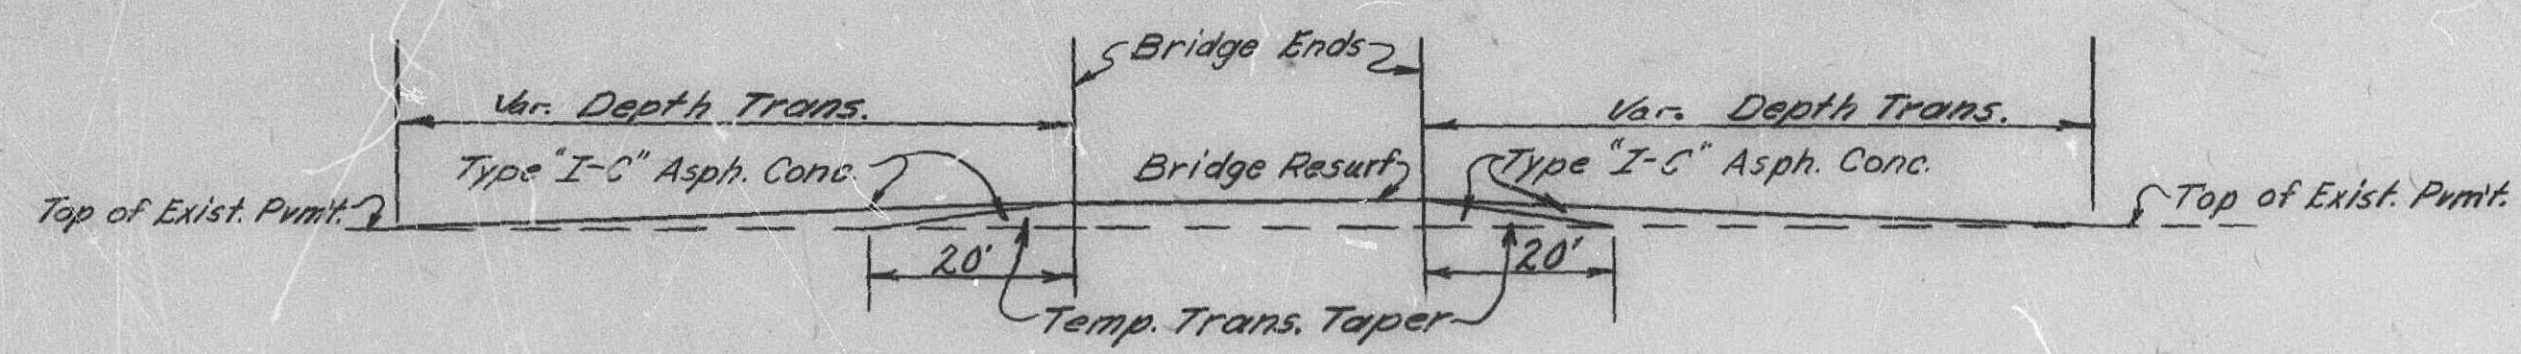 Bridge Ends
Var. Depth Trans.
Var. Depth Trans.
Type "I-C" Asph. Conc.
Bridge Resurf.
Type "I-C" Asph. Conc.
Top of Exist. Pvm't.
Top of Exist. Pvm't.
20'
20'
Temp. Trans. Taper